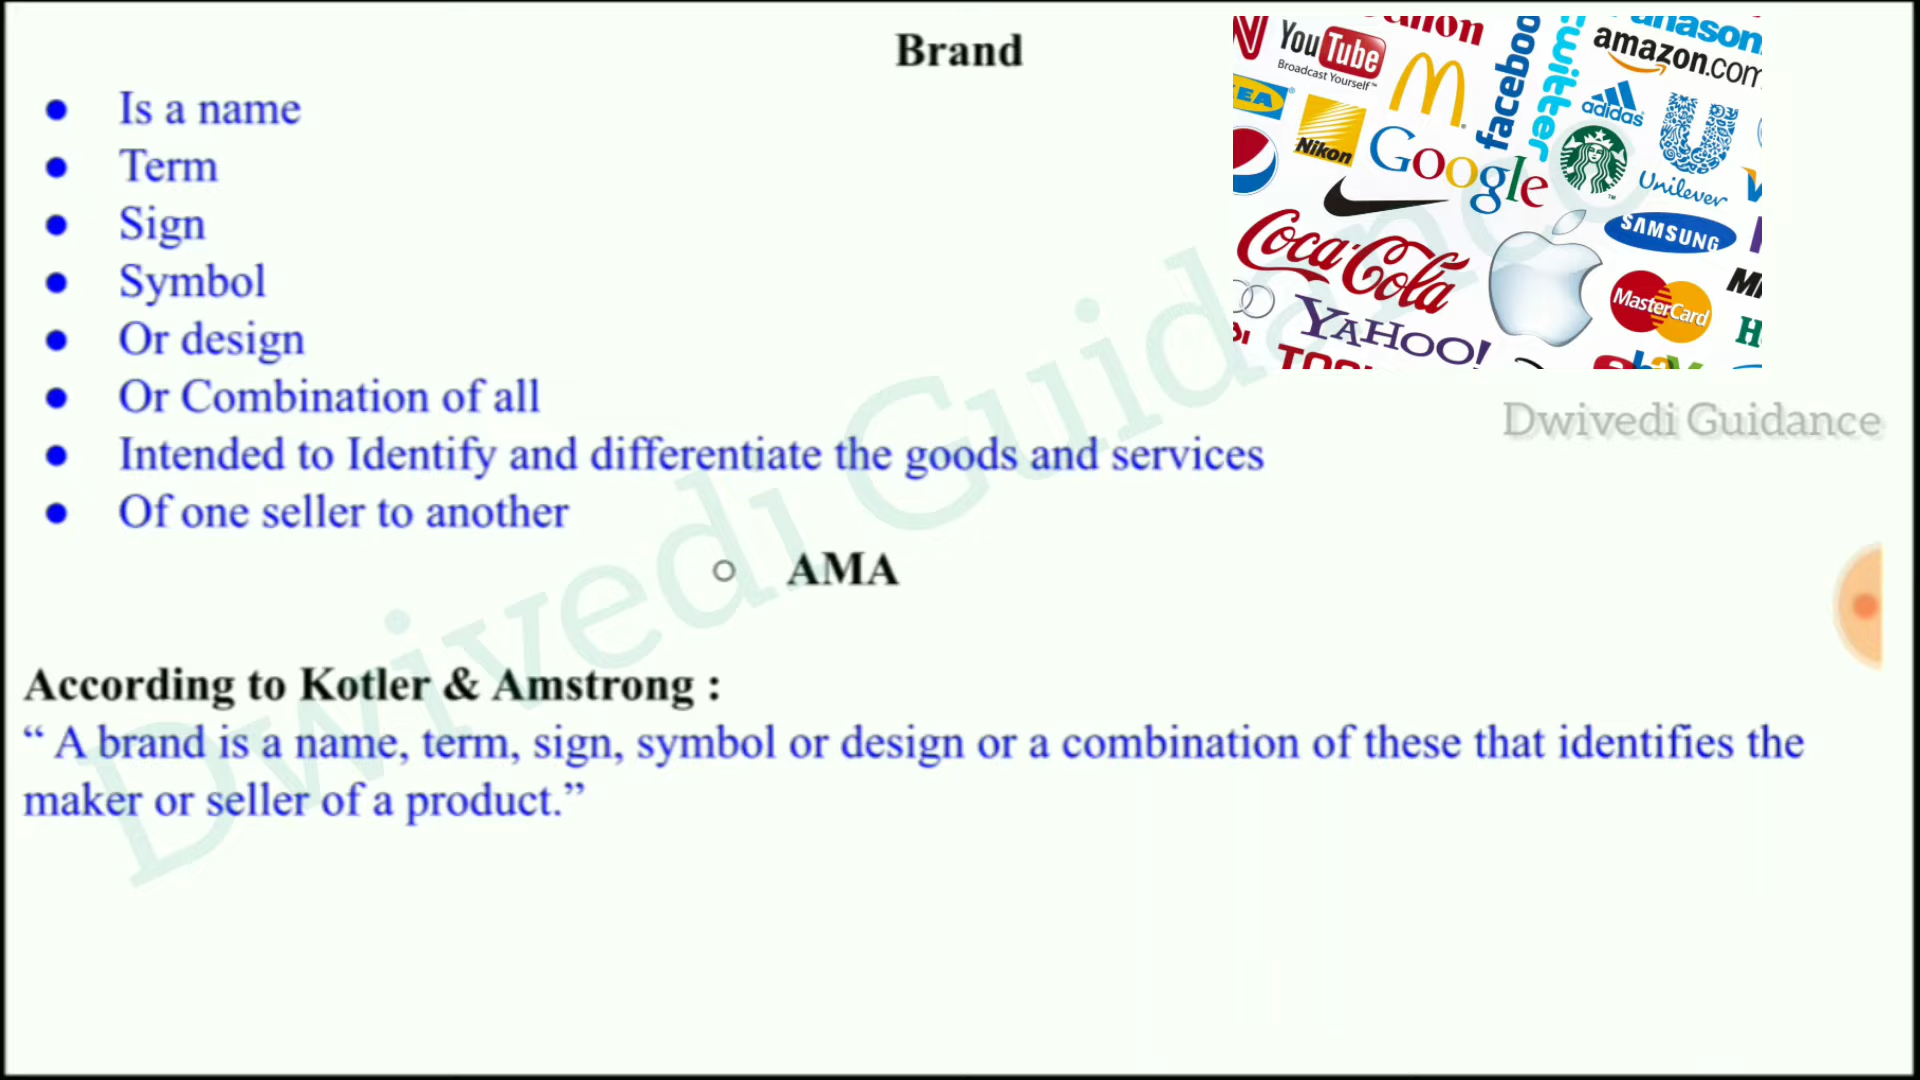 Brand
● Is a name
● Term
● Sign
● Symbol
● Or design
● Or Combination of all
● Intended to Identify and differentiate the goods and services
● Of one seller to another
○ AMA
According to Kotler & Amstrong :
“ A brand is a name, term, sign, symbol or design or a combination of these that identifies the
maker or seller of a product.”
YouTube
Broadcast Yourself™
amazon.com
adidas
Nikon
Google
Unilever
SAMSUNG
Coca-Cola
MasterCard
YAHOO!
twitter
Dwivedi Guidance
Dwivedi Guidance